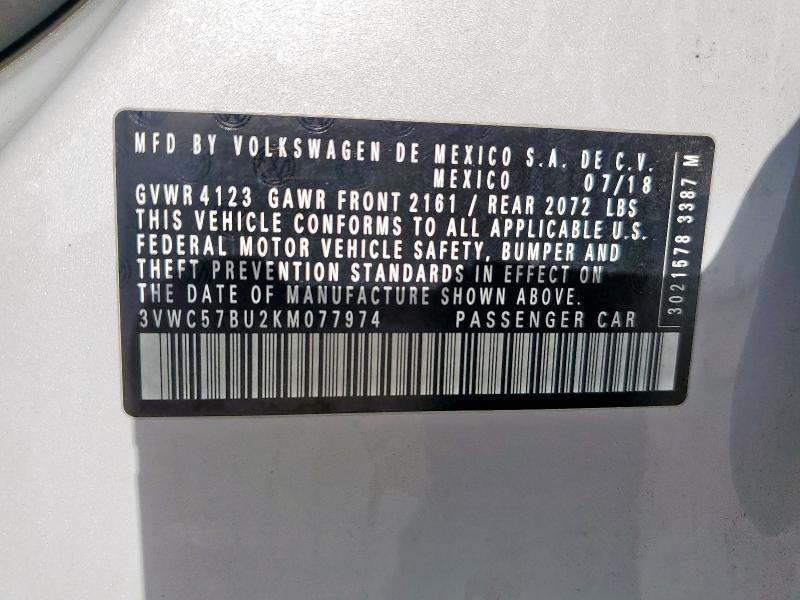 MFD BY VOLKSWAGEN DE MEXICO S.A. DE C.V.
MEXICO 07/18
GVWR 4123 GAWR FRONT 2161 / REAR 2072 LBS
THIS VEHICLE CONFORMS TO ALL APPLICABLE U.S.
FEDERAL MOTOR VEHICLE SAFETY, BUMPER AND
THEFT PREVENTION STANDARDS IN EFFECT ON
THE DATE OF MANUFACTURE SHOWN ABOVE.
3VWC57BU2KM077974 PASSENGER CAR
3021578 3387 M